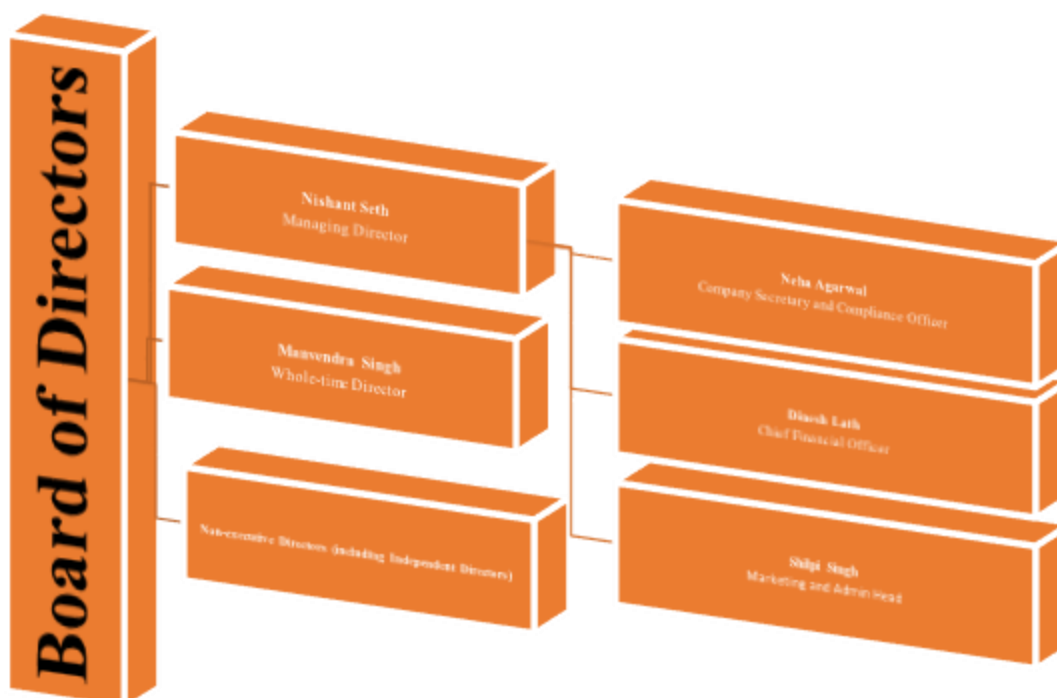 Board of Directors
Nishant Seth
Managing Director
Manvendra Singh
Whole-time Director
Non-executive Directors (including Independent Directors)
Neha Agarwal
Company Secretary and Compliance Officer
Dinesh Lath
Chief Financial Officer
Shilpi Singh
Marketing and Admin Head